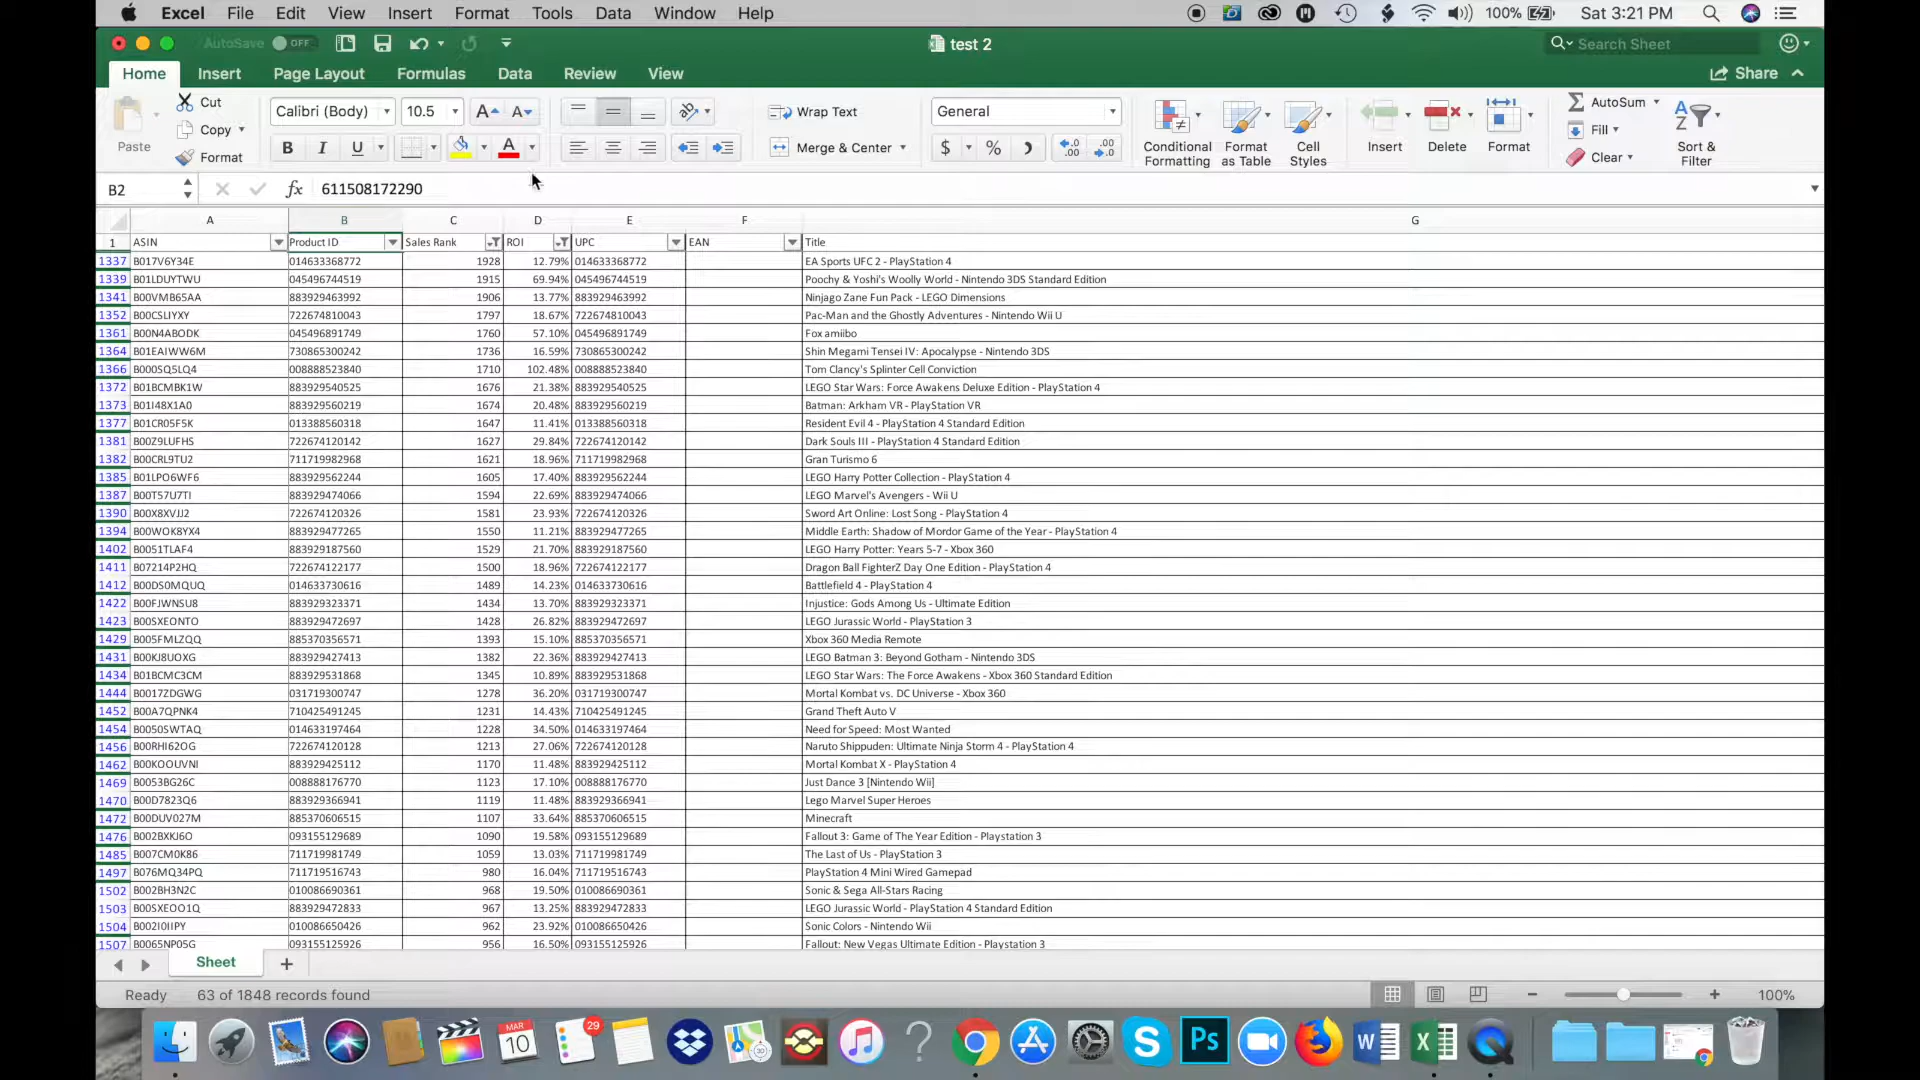 Excel File Edit View Insert Format Tools Data Window Help 100% Sat 3:21 PM
AutoSave OFF test 2 Search Sheet
Home Insert Page Layout Formulas Data Review View Share
Paste Cut Copy Format
Calibri (Body) 10.5 A A
B I U A
Wrap Text
Merge & Center
General
$ % .0 .00 .00 .0
Conditional Formatting
Format as Table
Cell Styles
Insert Delete Format
AutoSum
Fill
Clear
Sort & Filter
B2 fx 611508172290
A B C D E F G
1 ASIN Product ID Sales Rank ROI UPC EAN Title
1337 B017V6Y34E 014633368772 1928 12.79% 014633368772 EA Sports UFC 2 - PlayStation 4
1339 B01LDUYTWU 045496744519 1915 69.94% 045496744519 Poochy & Yoshi's Woolly World - Nintendo 3DS Standard Edition
1341 B00VMB65AA 883929463992 1906 13.77% 883929463992 Ninjago Zane Fun Pack - LEGO Dimensions
1352 B00CSLIYXY 722674810043 1797 18.67% 722674810043 Pac-Man and the Ghostly Adventures - Nintendo Wii U
1361 B00N4ABODK 045496891749 1760 57.10% 045496891749 Fox amiibo
1364 B01EAIWW6M 730865300242 1736 16.59% 730865300242 Shin Megami Tensei IV: Apocalypse - Nintendo 3DS
1366 B000SQ5LQ4 008888523840 1710 102.48% 008888523840 Tom Clancy's Splinter Cell Conviction
1372 B01BCMBK1W 883929540525 1676 21.38% 883929540525 LEGO Star Wars: Force Awakens Deluxe Edition - PlayStation 4
1373 B01I48X1A0 883929560219 1674 20.48% 883929560219 Batman: Arkham VR - PlayStation VR
1377 B01CR05F5K 013388560318 1647 11.41% 013388560318 Resident Evil 4 - PlayStation 4 Standard Edition
1381 B00Z9LUFHS 722674120142 1627 29.84% 722674120142 Dark Souls III - PlayStation 4 Standard Edition
1382 B00CRL9TU2 711719982968 1621 18.96% 711719982968 Gran Turismo 6
1385 B01LPO6WF6 883929562244 1605 17.40% 883929562244 LEGO Harry Potter Collection - PlayStation 4
1387 B00T57U7TI 883929474066 1594 22.69% 883929474066 LEGO Marvel's Avengers - Wii U
1390 B00X8XVJJ2 722674120326 1581 23.93% 722674120326 Sword Art Online: Lost Song - PlayStation 4
1394 B00WOK8YX4 883929477265 1550 11.21% 883929477265 Middle Earth: Shadow of Mordor Game of the Year - PlayStation 4
1402 B0051TLAF4 883929187560 1529 21.70% 883929187560 LEGO Harry Potter: Years 5-7 - Xbox 360
1411 B07214P2HQ 722674122177 1500 18.96% 722674122177 Dragon Ball FighterZ Day One Edition - PlayStation 4
1412 B00DS0MQUQ 014633730616 1489 14.23% 014633730616 Battlefield 4 - PlayStation 4
1422 B00FJWNSU8 883929323371 1434 13.70% 883929323371 Injustice: Gods Among Us - Ultimate Edition
1423 B00SXEONTO 883929472697 1428 26.82% 883929472697 LEGO Jurassic World - PlayStation 3
1429 B005FMLZQQ 885370356571 1393 15.10% 885370356571 Xbox 360 Media Remote
1431 B00KJ8UOXG 883929427413 1382 22.36% 883929427413 LEGO Batman 3: Beyond Gotham - Nintendo 3DS
1434 B01BCMC3CM 883929531868 1345 10.89% 883929531868 LEGO Star Wars: The Force Awakens - Xbox 360 Standard Edition
1444 B0017ZDGWG 031719300747 1278 36.20% 031719300747 Mortal Kombat vs. DC Universe - Xbox 360
1452 B00A7QPNK4 710425491245 1231 14.43% 710425491245 Grand Theft Auto V
1454 B0050SWTAQ 014633197464 1228 34.50% 014633197464 Need for Speed: Most Wanted
1456 B00RHI62OG 722674120128 1213 27.06% 722674120128 Naruto Shippuden: Ultimate Ninja Storm 4 - PlayStation 4
1462 B00KOOUVNI 883929425112 1170 11.48% 883929425112 Mortal Kombat X - PlayStation 4
1469 B0053BG26C 008888176770 1123 17.10% 008888176770 Just Dance 3 [Nintendo Wii]
1470 B00D7823Q6 883929366941 1119 11.48% 883929366941 Lego Marvel Super Heroes
1472 B00DUV027M 885370606515 1107 33.64% 885370606515 Minecraft
1476 B002BXKJ6O 093155129689 1090 19.58% 093155129689 Fallout 3: Game of The Year Edition - Playstation 3
1485 B007CM0K86 711719981749 1059 13.03% 711719981749 The Last of Us - PlayStation 3
1497 B076MQ34PQ 711719516743 980 16.04% 711719516743 PlayStation 4 Mini Wired Gamepad
1502 B002BH3N2C 010086690361 968 19.50% 010086690361 Sonic & Sega All-Stars Racing
1503 B00SXEOO1Q 883929472833 967 13.25% 883929472833 LEGO Jurassic World - PlayStation 4 Standard Edition
1504 B002I0IIPY 010086650426 962 23.92% 010086650426 Sonic Colors - Nintendo Wii
1507 B0065NP05G 093155125926 956 16.50% 093155125926 Fallout: New Vegas Ultimate Edition - Playstation 3
Sheet
Ready 63 of 1848 records found 100%
MAR 10 29 Ps